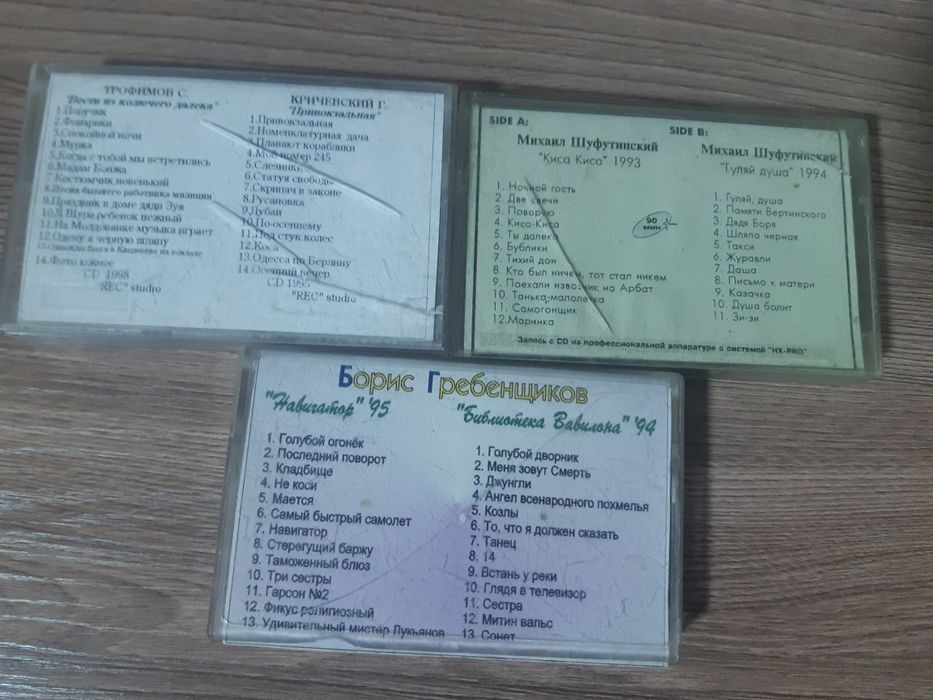 ТРОФИМОВ С.
"Вести из колючего далека"
1.Поручик
2.Фонарики
3.Спокойной ночи
4.Мурка
5.Когда с тобой мы встретились
6.Мадам Бонжа
7.Костюмчик новенький
8.Песня бывшего работника милиции
9.Праздник в доме дяди Зуя
10.Я Шура ребенок нежный
11.На Молдаванке музыка играет
12.Одену я черную шляпу
13.Однажды был я в Кишиневе на вокзале
14.Фото южное
CD 1998
"REC" studio
КРИЧЕВСКИЙ Г.
"Привокзальная"
1.Привокзальная
2.Номенклатурная дача
3.Плавают кораблики
4.Мой номер 245
5.Слезинки
6.Статуя свободы
7.Скрипач в законе
8.Русановка
9.Дубаи
10.По-осеннему
11.Под стук колес
12.Коса
13.Одесса по Берлину
14.Осенний вечер
CD 1995
"REC" studio
SIDE A:
Михаил Шуфутинский
"Киса Киса" 1993
1. Ночной гость
2. Две свечи
3. Поворую
4. Киса-Киса
5. Ты далека
6. Бублики
7. Тихий дон
8. Кто был ничем, тот стал никем
9. Поехали извозчик на Арбат
10. Танька-малолетка
11. Самогонщик
12.Маринка
90
МИН
SIDE B:
Михаил Шуфутинский
"Гуляй душа" 1994
1. Гуляй, душа
2. Памяти Вертинского
3. Дядя Боря
4. Шляпа черная
5. Такси
6. Журавли
7. Даша
8. Письмо к матери
9. Казачка
10. Душа болит
11. Зи-зи
Запись с CD на профессиональной аппаратуре с системой "HX-PRO"
Борис Гребенщиков
"Навигатор" '95
1. Голубой огонёк
2. Последний поворот
3. Кладбище
4. Не коси
5. Мается
6. Самый быстрый самолет
7. Навигатор
8. Стерегущий баржу
9. Таможенный блюз
10. Три сестры
11. Гарсон №2
12. Фикус религиозный
13. Удивительный мистер Лукьянов
"Библиотека Вавилона" '94
1. Голубой дворник
2. Меня зовут Смерть
3. Джунгли
4. Ангел всенародного похмелья
5. Козлы
6. То, что я должен сказать
7. Танец
8. 14
9. Встань у реки
10. Глядя в телевизор
11. Сестра
12. Митин вальс
13. Сонет